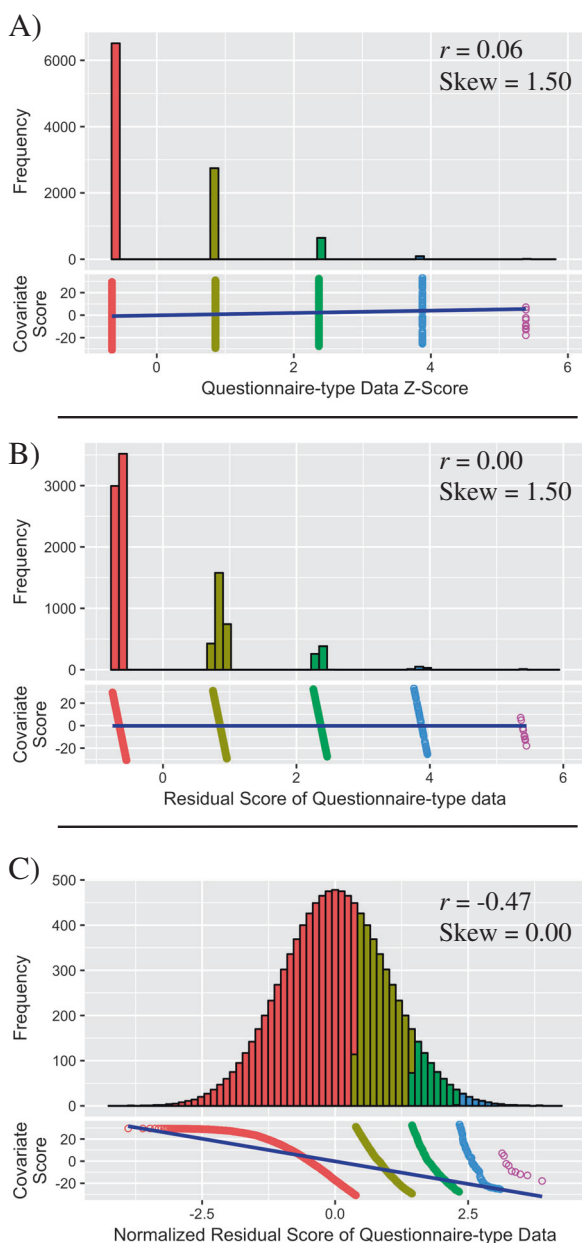 A)
r = 0.06
Skew = 1.50
6000
4000
2000
0
Frequency
20
0
-20
Covariate
Score
0 2 4 6
Questionnaire-type Data Z-Score
B)
r = 0.00
Skew = 1.50
3000
2000
1000
0
Frequency
20
0
-20
Covariate
Score
0 2 4 6
Residual Score of Questionnaire-type data
C)
r = -0.47
Skew = 0.00
500
400
300
200
100
0
Frequency
20
0
-20
Covariate
Score
-2.5 0.0 2.5
Normalized Residual Score of Questionnaire-type Data